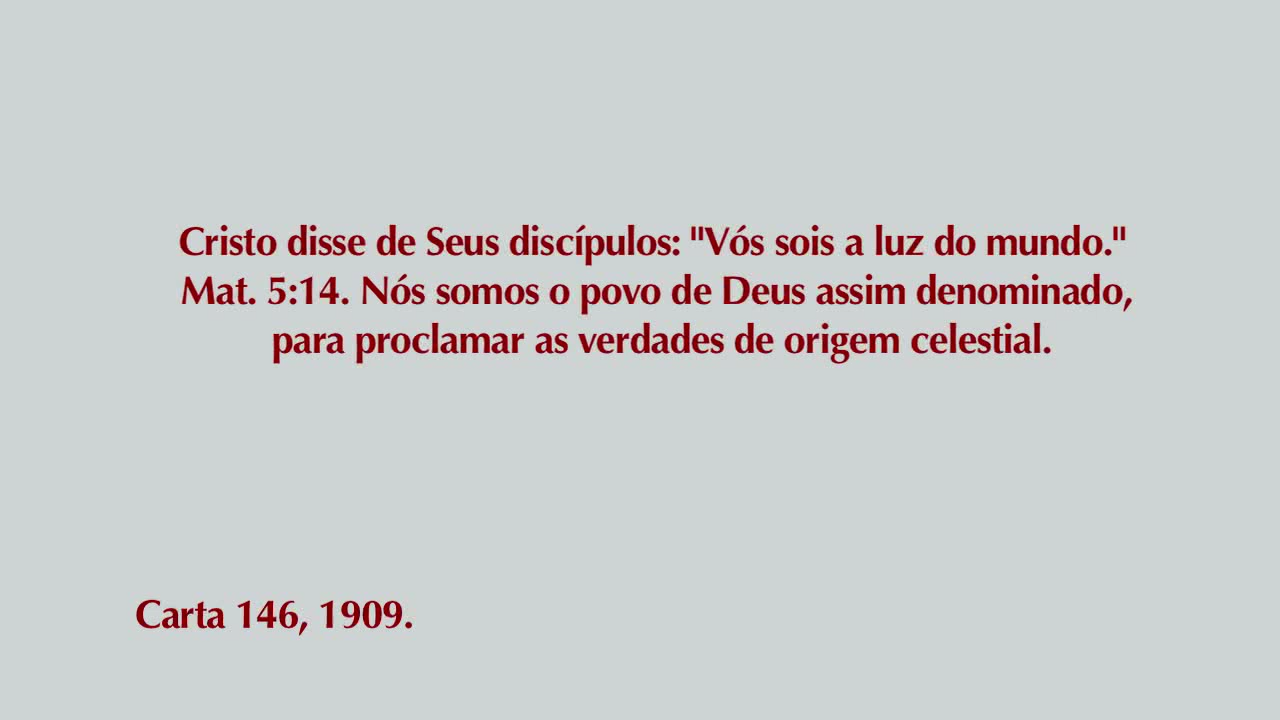 Cristo disse de Seus discípulos: "Vós sois a luz do mundo."
Mat. 5:14. Nós somos o povo de Deus assim denominado,
para proclamar as verdades de origem celestial.
Carta 146, 1909.